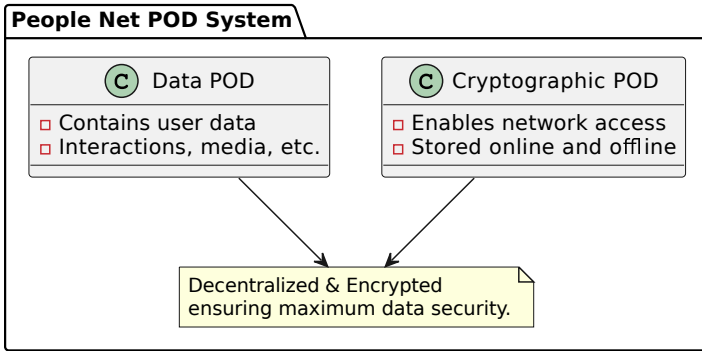 People Net POD System
C Data POD
Contains user data
Interactions, media, etc.
C Cryptographic POD
Enables network access
Stored online and offline
Decentralized & Encrypted
ensuring maximum data security.